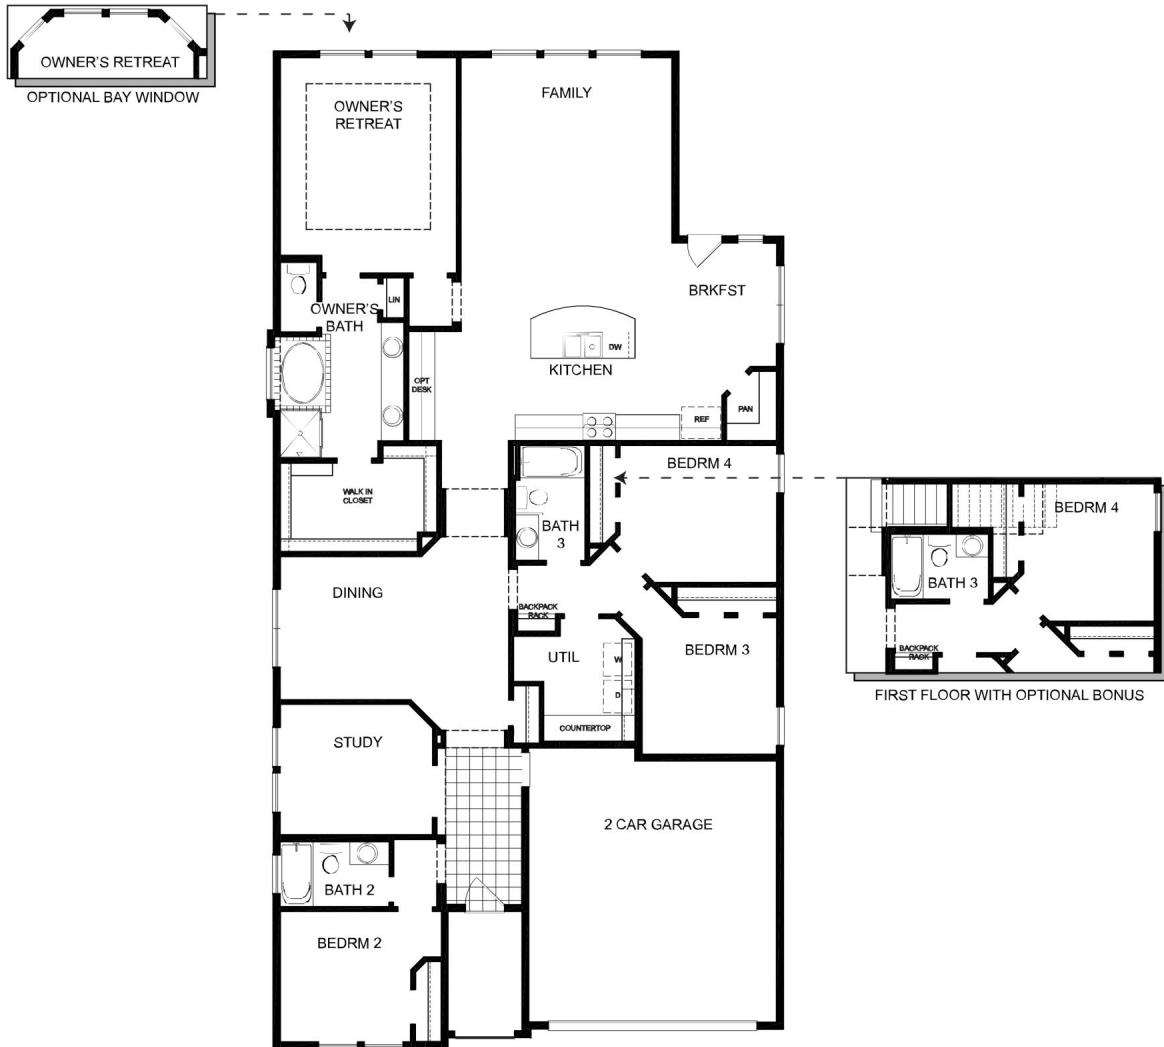 OWNER'S RETREAT
OPTIONAL BAY WINDOW
OWNER'S
RETREAT
FAMILY
BRKFST
LIN
OWNER'S
BATH
DW
KITCHEN
OPT
DESK
REF
PAN
BEDRM 4
WALK IN
CLOSET
BATH
3
DINING
BACKPACK
RACK
UTIL
W
D
BEDRM 3
COUNTERTOP
STUDY
2 CAR GARAGE
BATH 2
BEDRM 2
BEDRM 4
BATH 3
BACKPACK
RACK
FIRST FLOOR WITH OPTIONAL BONUS